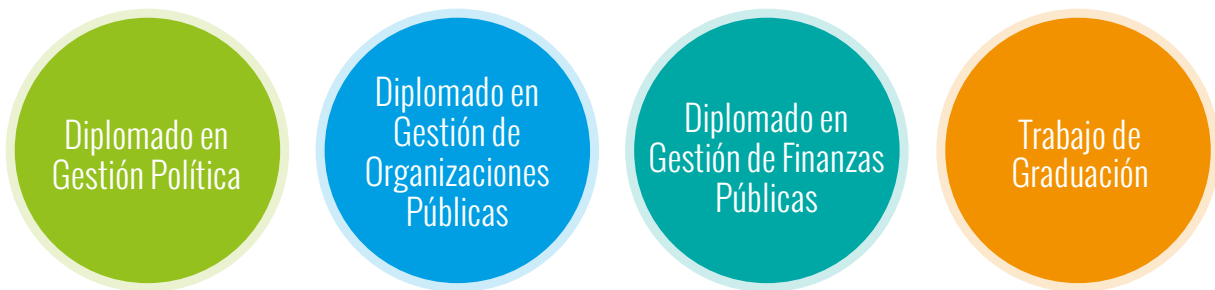 Diplomado en
Gestión Política
Diplomado en
Gestión de
Organizaciones
Públicas
Diplomado en
Gestión de Finanzas
Públicas
Trabajo de
Graduación